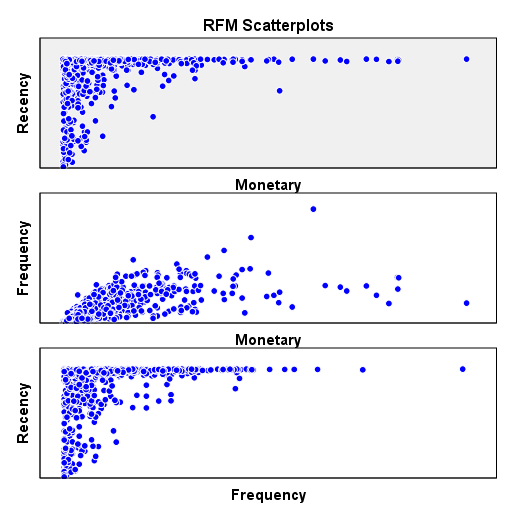 RFM Scatterplots
Recency
Monetary
Frequency
Monetary
Recency
Frequency